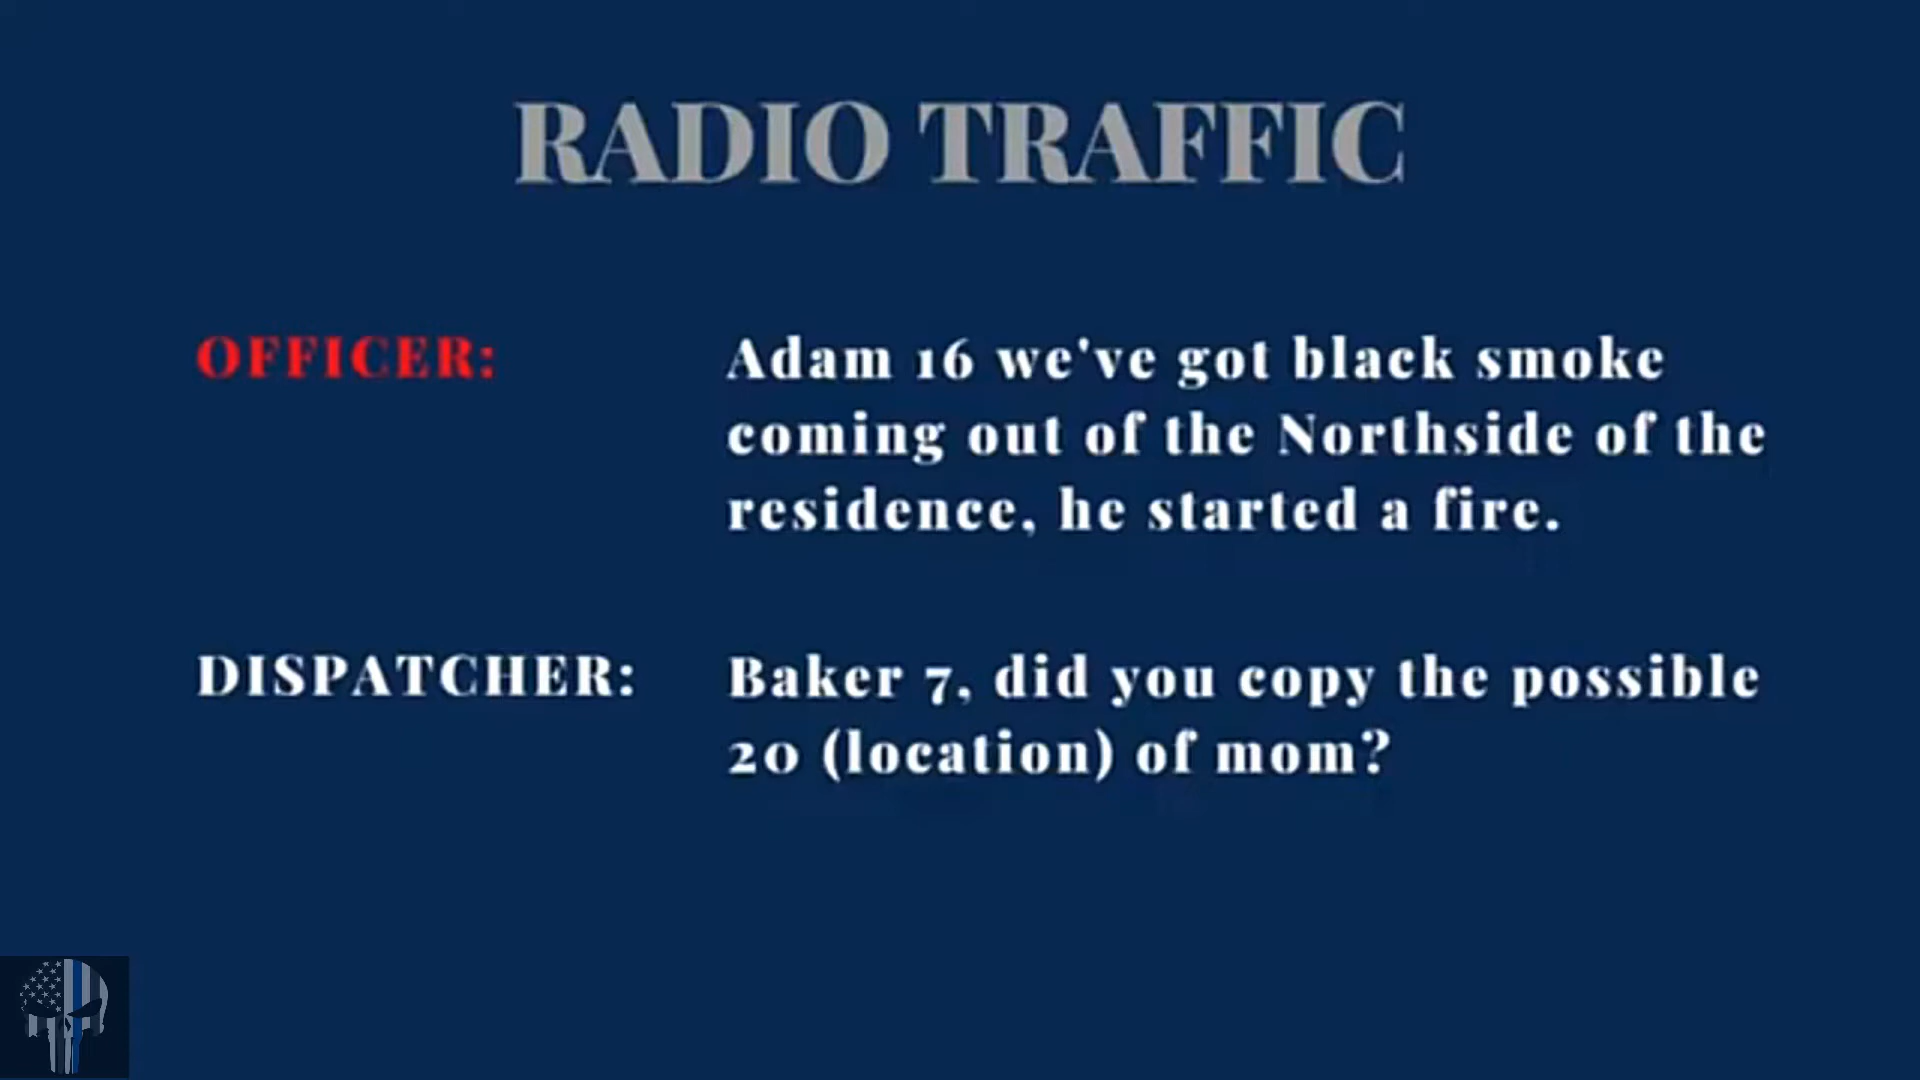 RADIO TRAFFIC
OFFICER: Adam 16 we've got black smoke
coming out of the Northside of the
residence, he started a fire.
DISPATCHER: Baker 7, did you copy the possible
20 (location) of mom?